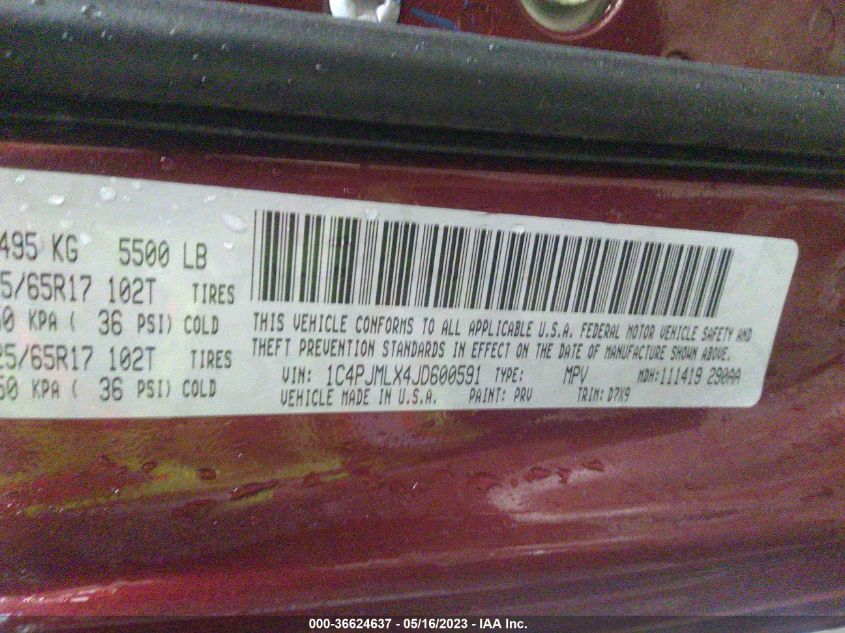 495 KG 5500 LB
5/65R17 102T TIRES
50 KPA ( 36 PSI) COLD
25/65R17 102T TIRES
50 KPA ( 36 PSI) COLD
THIS VEHICLE CONFORMS TO ALL APPLICABLE U.S.A. FEDERAL MOTOR VEHICLE SAFETY AND
THEFT PREVENTION STANDARDS IN EFFECT ON THE DATE OF MANUFACTURE SHOWN ABOVE.
VIN: 1C4PJMLX4JD600591 TYPE: MPV MDH: 111419 290AA
VEHICLE MADE IN U.S.A. PAINT: PRV TRIM: D7X9
000-36624637 - 05/16/2023 - IAA Inc.